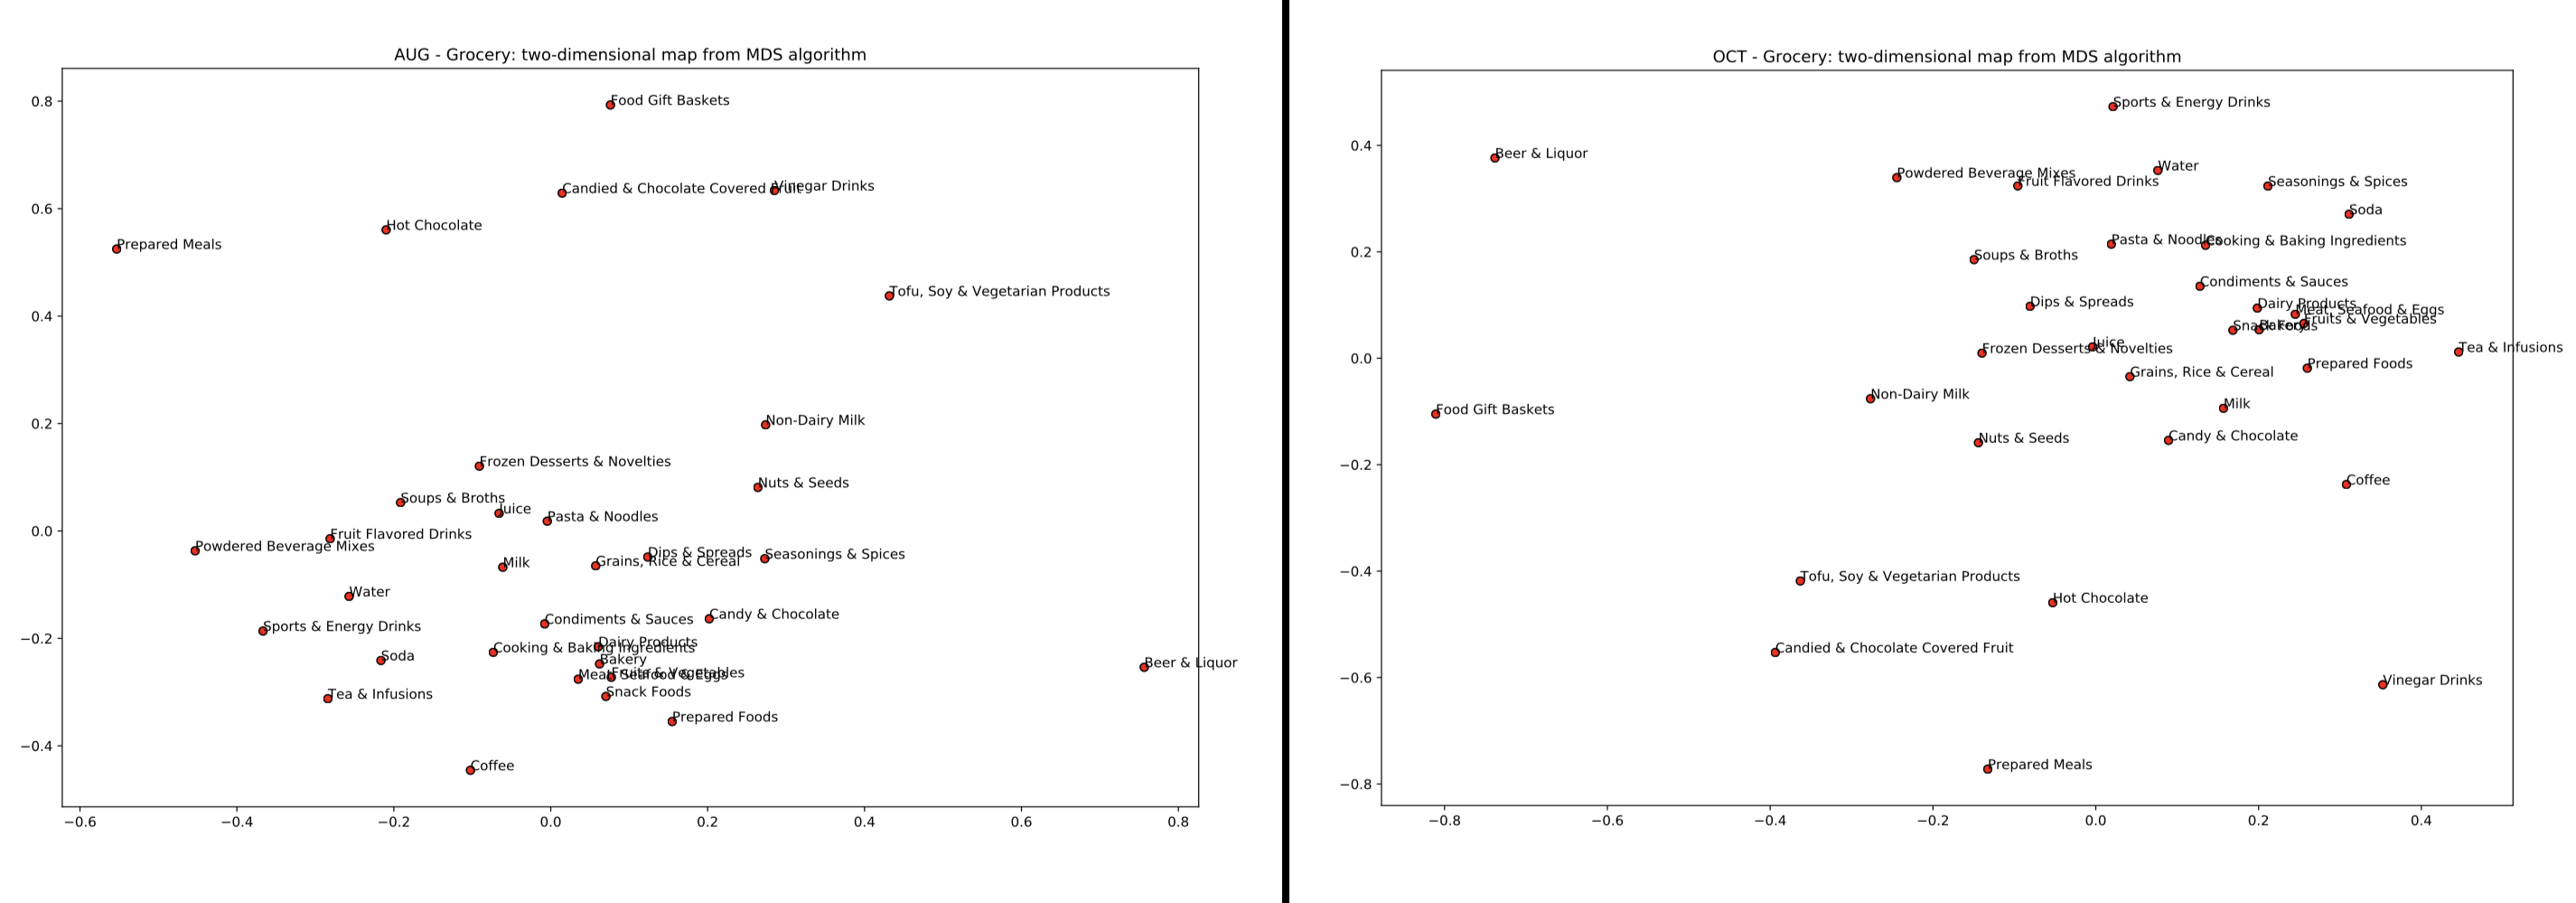 AUG - Grocery: two-dimensional map from MDS algorithm
0.8
0.6
0.4
0.2
0.0
−0.2
−0.4
Food Gift Baskets
Candied & Chocolate Covered Fruit
Vinegar Drinks
Hot Chocolate
Prepared Meals
Tofu, Soy & Vegetarian Products
Non-Dairy Milk
Frozen Desserts & Novelties
Nuts & Seeds
Soups & Broths
Juice
Pasta & Noodles
Fruit Flavored Drinks
Powdered Beverage Mixes
Dips & Spreads
Seasonings & Spices
Milk
Grains, Rice & Cereal
Water
Candy & Chocolate
Condiments & Sauces
Sports & Energy Drinks
Dairy Products
Cooking & Baking Ingredients
Soda
Bakery
Beer & Liquor
Fruits & Vegetables
Meat, Seafood & Eggs
Tea & Infusions
Snack Foods
Prepared Foods
Coffee
−0.6
−0.4
−0.2
0.0
0.2
0.4
0.6
0.8
OCT - Grocery: two-dimensional map from MDS algorithm
0.4
0.2
0.0
−0.2
−0.4
−0.6
−0.8
Sports & Energy Drinks
Beer & Liquor
Water
Powdered Beverage Mixes
Fruit Flavored Drinks
Seasonings & Spices
Soda
Pasta & Noodles
Cooking & Baking Ingredients
Soups & Broths
Condiments & Sauces
Dips & Spreads
Dairy Products
Meat, Seafood & Eggs
Fruits & Vegetables
Snack Foods
Bakery
Juice
Frozen Desserts & Novelties
Tea & Infusions
Prepared Foods
Grains, Rice & Cereal
Non-Dairy Milk
Milk
Food Gift Baskets
Candy & Chocolate
Nuts & Seeds
Coffee
Tofu, Soy & Vegetarian Products
Hot Chocolate
Candied & Chocolate Covered Fruit
Vinegar Drinks
Prepared Meals
−0.8
−0.6
−0.4
−0.2
0.0
0.2
0.4